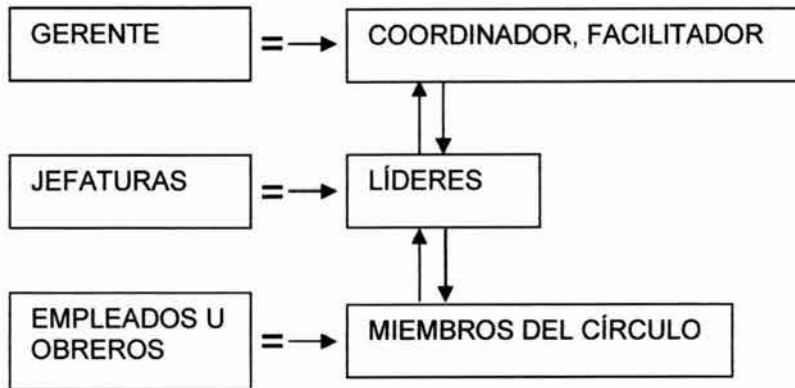 GERENTE
=
COORDINADOR, FACILITADOR
JEFATURAS
=
LÍDERES
EMPLEADOS U
OBREROS
=
MIEMBROS DEL CÍRCULO